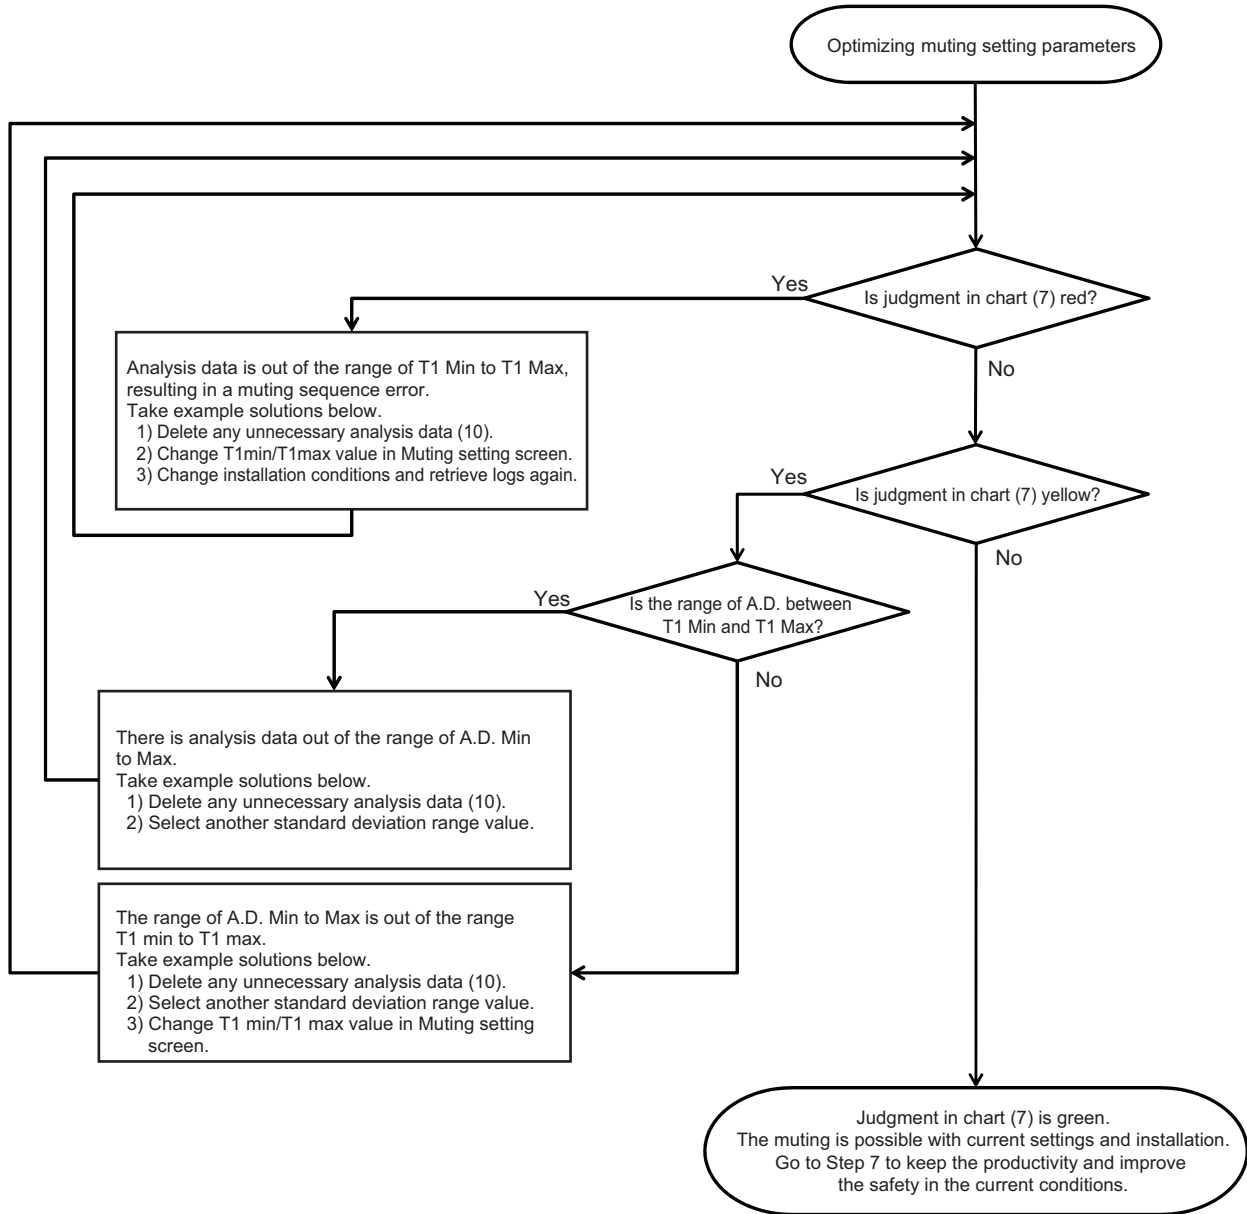 Optimizing muting setting parameters
Yes
Is judgment in chart (7) red?
No
Analysis data is out of the range of T1 Min to T1 Max,
resulting in a muting sequence error.
Take example solutions below.
1) Delete any unnecessary analysis data (10).
2) Change T1min/T1max value in Muting setting screen.
3) Change installation conditions and retrieve logs again.
Yes
Is judgment in chart (7) yellow?
No
Yes
Is the range of A.D. between
T1 Min and T1 Max?
No
There is analysis data out of the range of A.D. Min
to Max.
Take example solutions below.
1) Delete any unnecessary analysis data (10).
2) Select another standard deviation range value.
The range of A.D. Min to Max is out of the range
T1 min to T1 max.
Take example solutions below.
1) Delete any unnecessary analysis data (10).
2) Select another standard deviation range value.
3) Change T1 min/T1 max value in Muting setting
screen.
Judgment in chart (7) is green.
The muting is possible with current settings and installation.
Go to Step 7 to keep the productivity and improve
the safety in the current conditions.